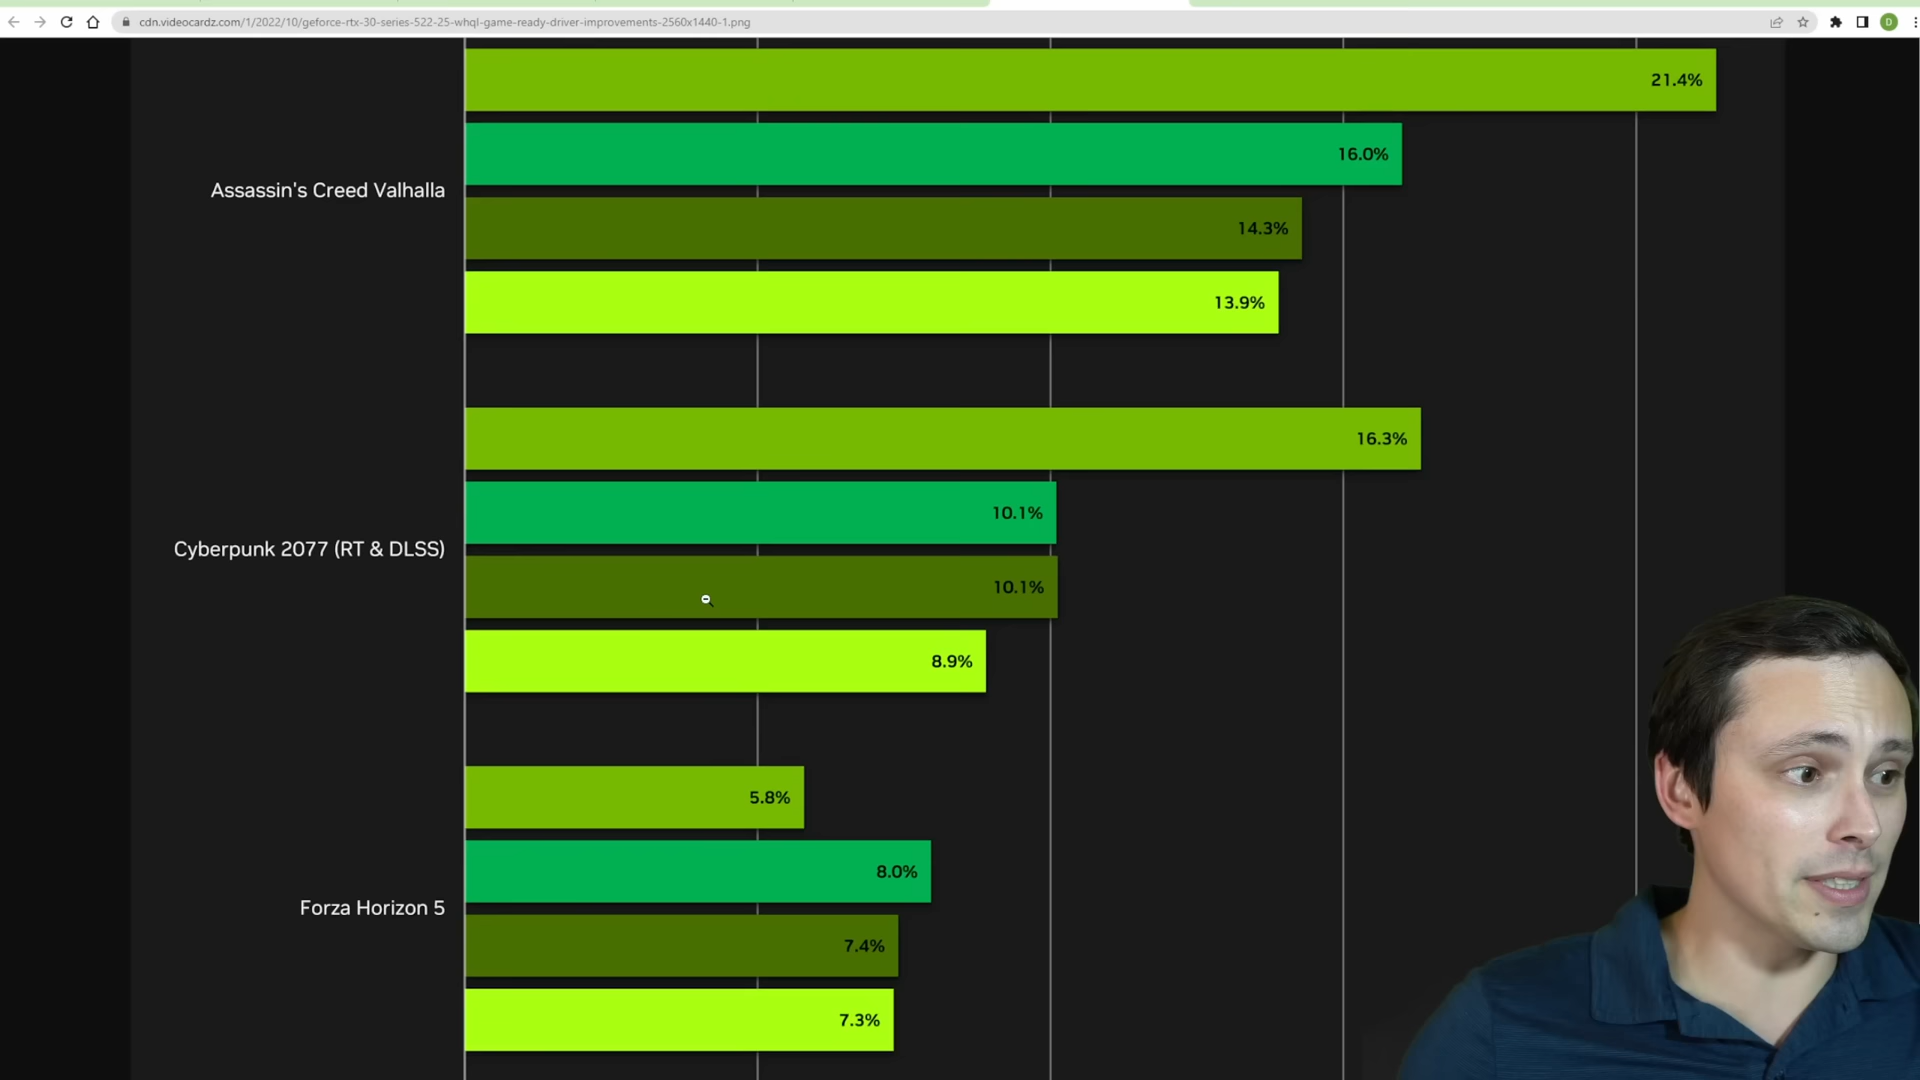 cdn.videocardz.com/1/2022/10/geforce-rtx-30-series-522-25-whql-game-ready-driver-improvements-2560x1440-1.png
D
21.4%
16.0%
Assassin's Creed Valhalla
14.3%
13.9%
16.3%
10.1%
Cyberpunk 2077 (RT & DLSS)
10.1%
8.9%
5.8%
8.0%
Forza Horizon 5
7.4%
7.3%